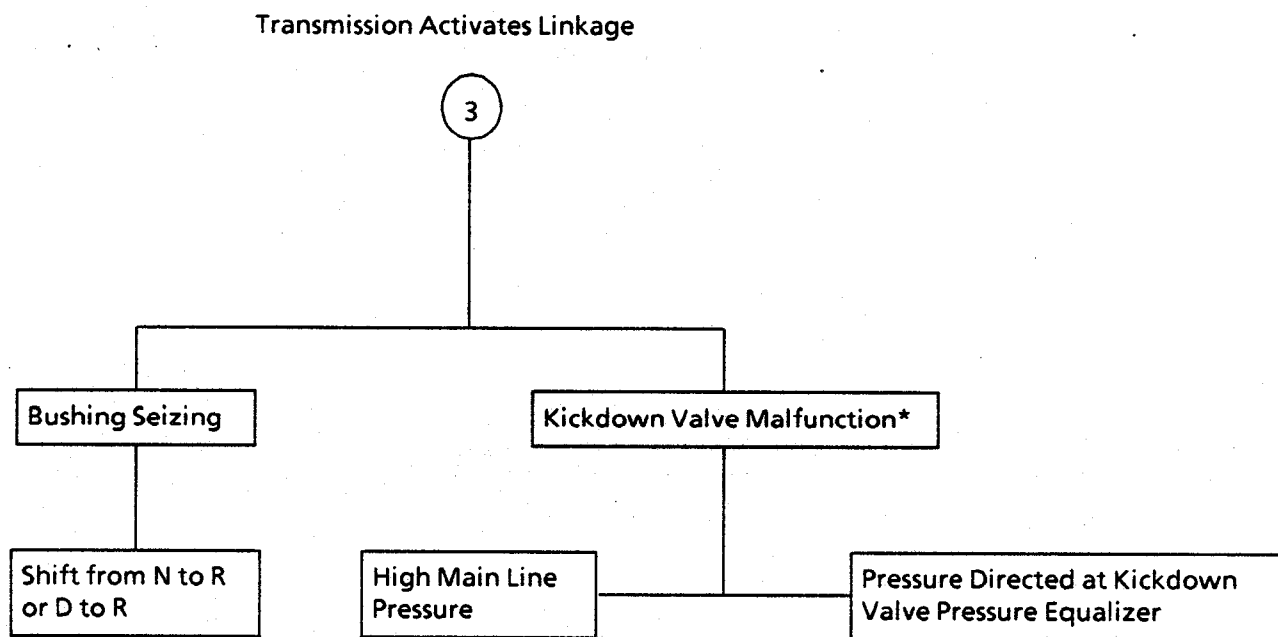 Transmission Activates Linkage
3
Bushing Seizing
Kickdown Valve Malfunction*
Shift from N to R
or D to R
High Main Line
Pressure
Pressure Directed at Kickdown
Valve Pressure Equalizer